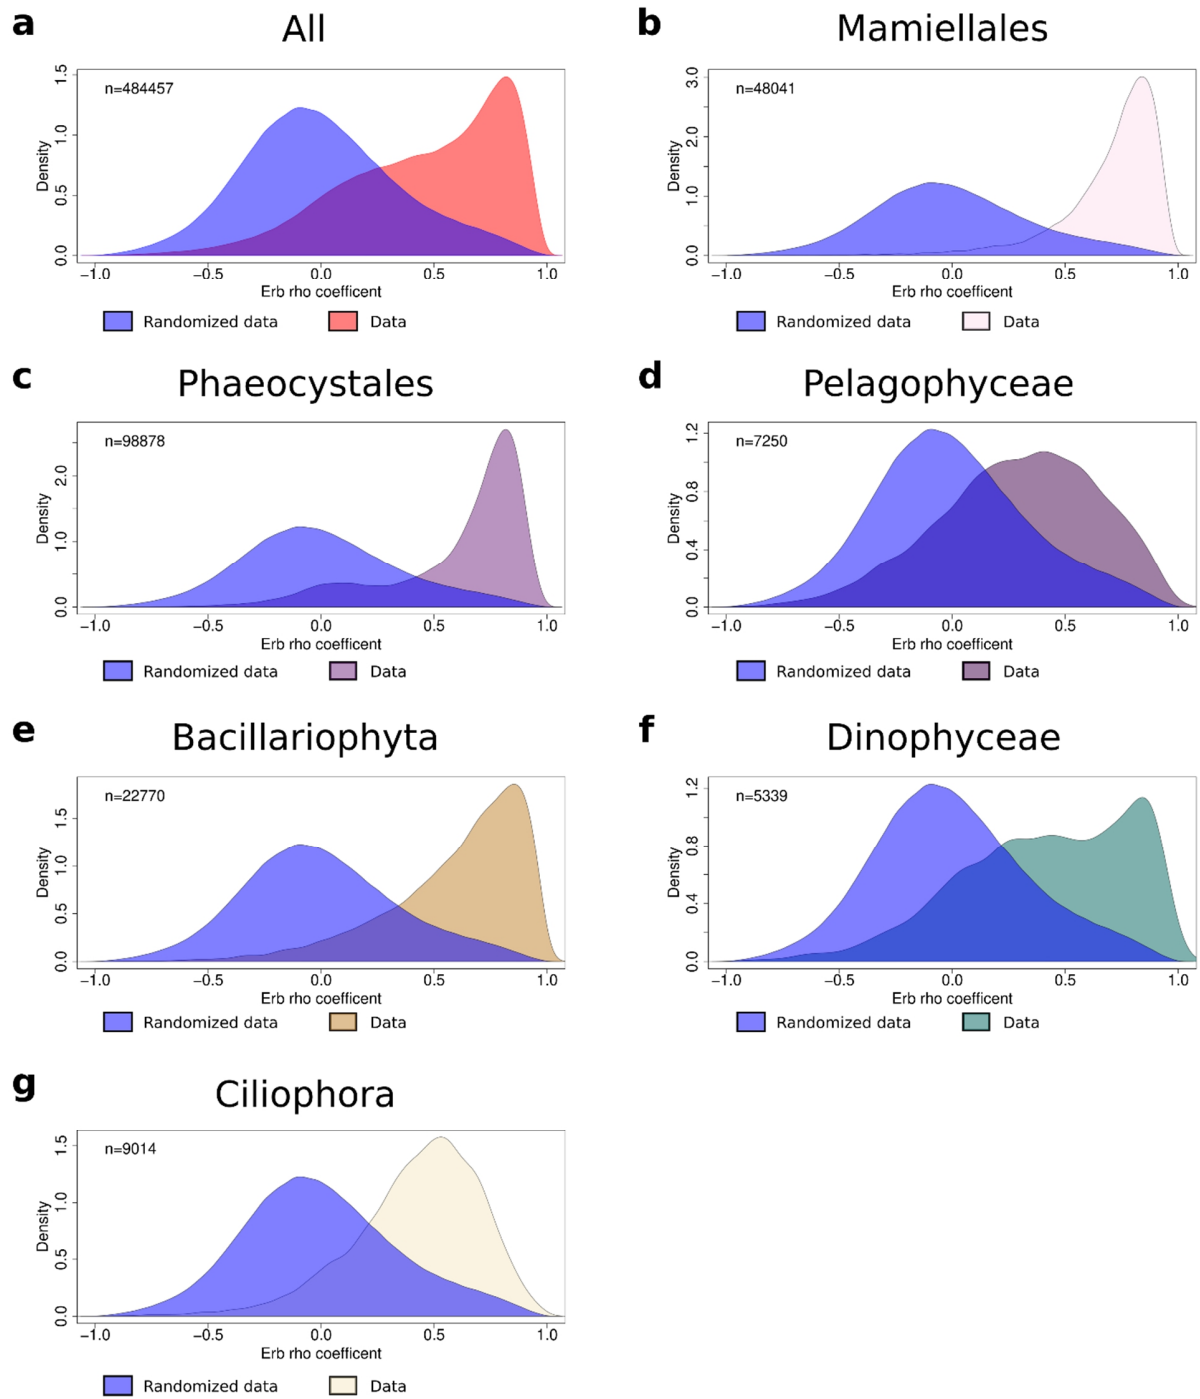 a
All
1.5
1.0
0.5
0.0
Density
n=484457
−1.0 −0.5 0.0 0.5 1.0
Erb rho coefficent
Randomized data Data
b
Mamiellales
3.0
2.0
1.0
0.0
Density
n=48041
−1.0 −0.5 0.0 0.5 1.0
Erb rho coefficent
Randomized data Data
c
Phaeocystales
2.0
1.0
0.0
Density
n=98878
−1.0 −0.5 0.0 0.5 1.0
Erb rho coefficent
Randomized data Data
d
Pelagophyceae
1.2
0.8
0.4
0.0
Density
n=7250
−1.0 −0.5 0.0 0.5 1.0
Erb rho coefficent
Randomized data Data
e
Bacillariophyta
1.5
1.0
0.5
0.0
Density
n=22770
−1.0 −0.5 0.0 0.5 1.0
Erb rho coefficent
Randomized data Data
f
Dinophyceae
1.2
0.8
0.4
0.0
Density
n=5339
−1.0 −0.5 0.0 0.5 1.0
Erb rho coefficent
Randomized data Data
g
Ciliophora
1.5
1.0
0.5
0.0
Density
n=9014
−1.0 −0.5 0.0 0.5 1.0
Erb rho coefficent
Randomized data Data